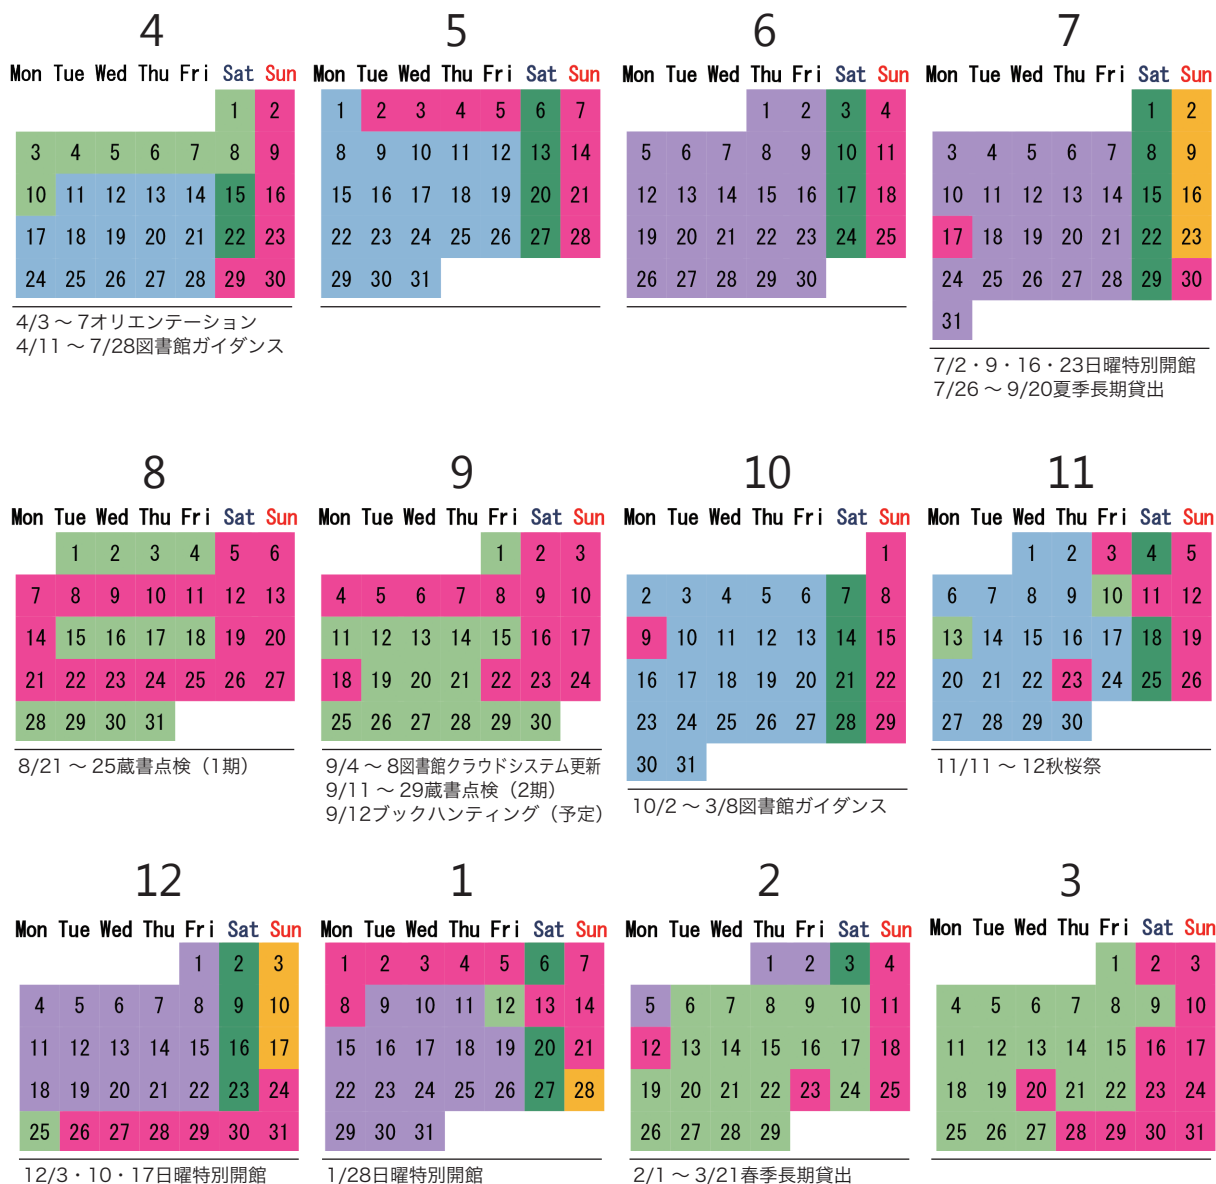 4 5 6 7
Mon Tue Wed Thu Fri Sat Sun Mon Tue Wed Thu Fri Sat Sun Mon Tue Wed Thu Fri Sat Sun Mon Tue Wed Thu Fri Sat Sun
1 2 1 2 3 4 5 6 7 1 2 3 4 1 2
3 4 5 6 7 8 9 8 9 10 11 12 13 14 5 6 7 8 9 10 11 3 4 5 6 7 8 9
10 11 12 13 14 15 16 15 16 17 18 19 20 21 12 13 14 15 16 17 18 10 11 12 13 14 15 16
17 18 19 20 21 22 23 22 23 24 25 26 27 28 19 20 21 22 23 24 25 17 18 19 20 21 22 23
24 25 26 27 28 29 30 29 30 31 26 27 28 29 30 24 25 26 27 28 29 30
31
4/3 ～ 7オリエンテーション
4/11 ～ 7/28図書館ガイダンス
7/2・9・16・23日曜特別開館
7/26 ～ 9/20夏季長期貸出
8 9 10 11
Mon Tue Wed Thu Fri Sat Sun Mon Tue Wed Thu Fri Sat Sun Mon Tue Wed Thu Fri Sat Sun Mon Tue Wed Thu Fri Sat Sun
1 2 3 4 5 6 1 2 3 1 1 2 3 4 5
7 8 9 10 11 12 13 4 5 6 7 8 9 10 2 3 4 5 6 7 8 6 7 8 9 10 11 12
14 15 16 17 18 19 20 11 12 13 14 15 16 17 9 10 11 12 13 14 15 13 14 15 16 17 18 19
21 22 23 24 25 26 27 18 19 20 21 22 23 24 16 17 18 19 20 21 22 20 21 22 23 24 25 26
28 29 30 31 25 26 27 28 29 30 23 24 25 26 27 28 29 27 28 29 30
30 31
8/21 ～ 25蔵書点検（1期）
9/4 ～ 8図書館クラウドシステム更新
9/11 ～ 29蔵書点検（2期）
9/12ブックハンティング（予定）
10/2 ～ 3/8図書館ガイダンス
11/11 ～ 12秋桜祭
12 1 2 3
Mon Tue Wed Thu Fri Sat Sun Mon Tue Wed Thu Fri Sat Sun Mon Tue Wed Thu Fri Sat Sun Mon Tue Wed Thu Fri Sat Sun
1 2 3 1 2 3 4 5 6 7 1 2 3 4 1 2 3
4 5 6 7 8 9 10 8 9 10 11 12 13 14 5 6 7 8 9 10 11 4 5 6 7 8 9 10
11 12 13 14 15 16 17 15 16 17 18 19 20 21 12 13 14 15 16 17 18 11 12 13 14 15 16 17
18 19 20 21 22 23 24 22 23 24 25 26 27 28 19 20 21 22 23 24 25 18 19 20 21 22 23 24
25 26 27 28 29 30 31 29 30 31 26 27 28 29 25 26 27 28 29 30 31
12/3・10・17日曜特別開館
1/28日曜特別開館
2/1 ～ 3/21春季長期貸出